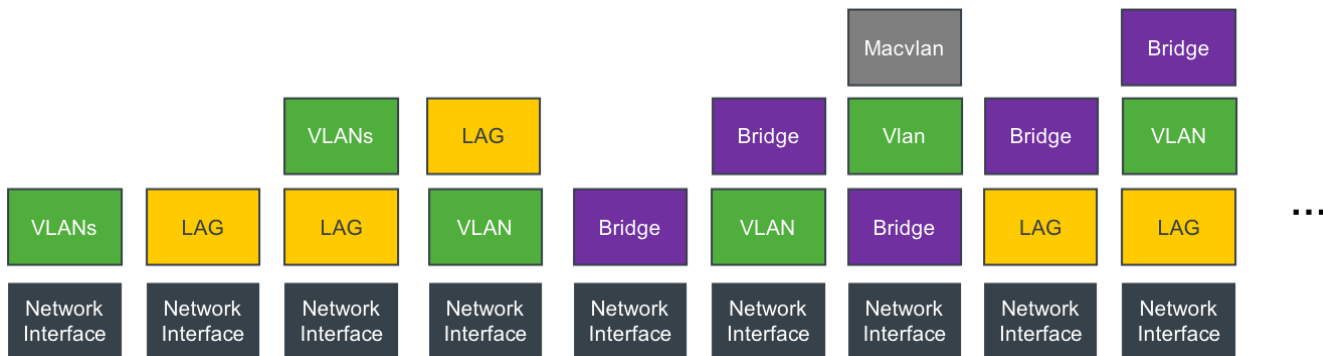 Macvlan
Bridge
VLANs
LAG
Bridge
Vlan
Bridge
VLAN
VLANs
LAG
LAG
VLAN
Bridge
VLAN
Bridge
LAG
LAG
...
Network
Interface
Network
Interface
Network
Interface
Network
Interface
Network
Interface
Network
Interface
Network
Interface
Network
Interface
Network
Interface